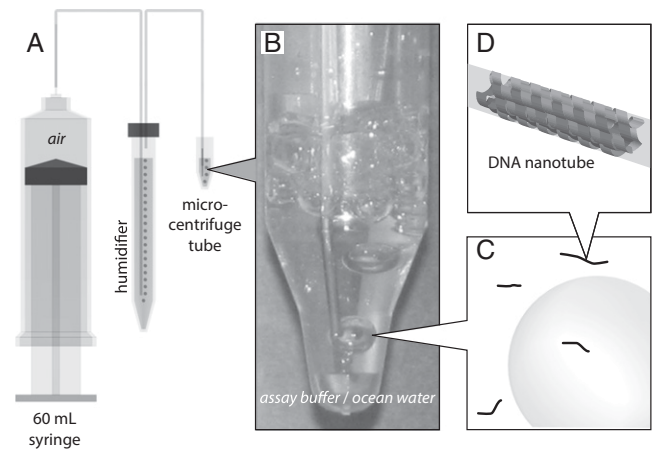 A
air
humidifier
micro-
centrifuge
tube
60 mL
syringe
B
assay buffer / ocean water
D
DNA nanotube
C